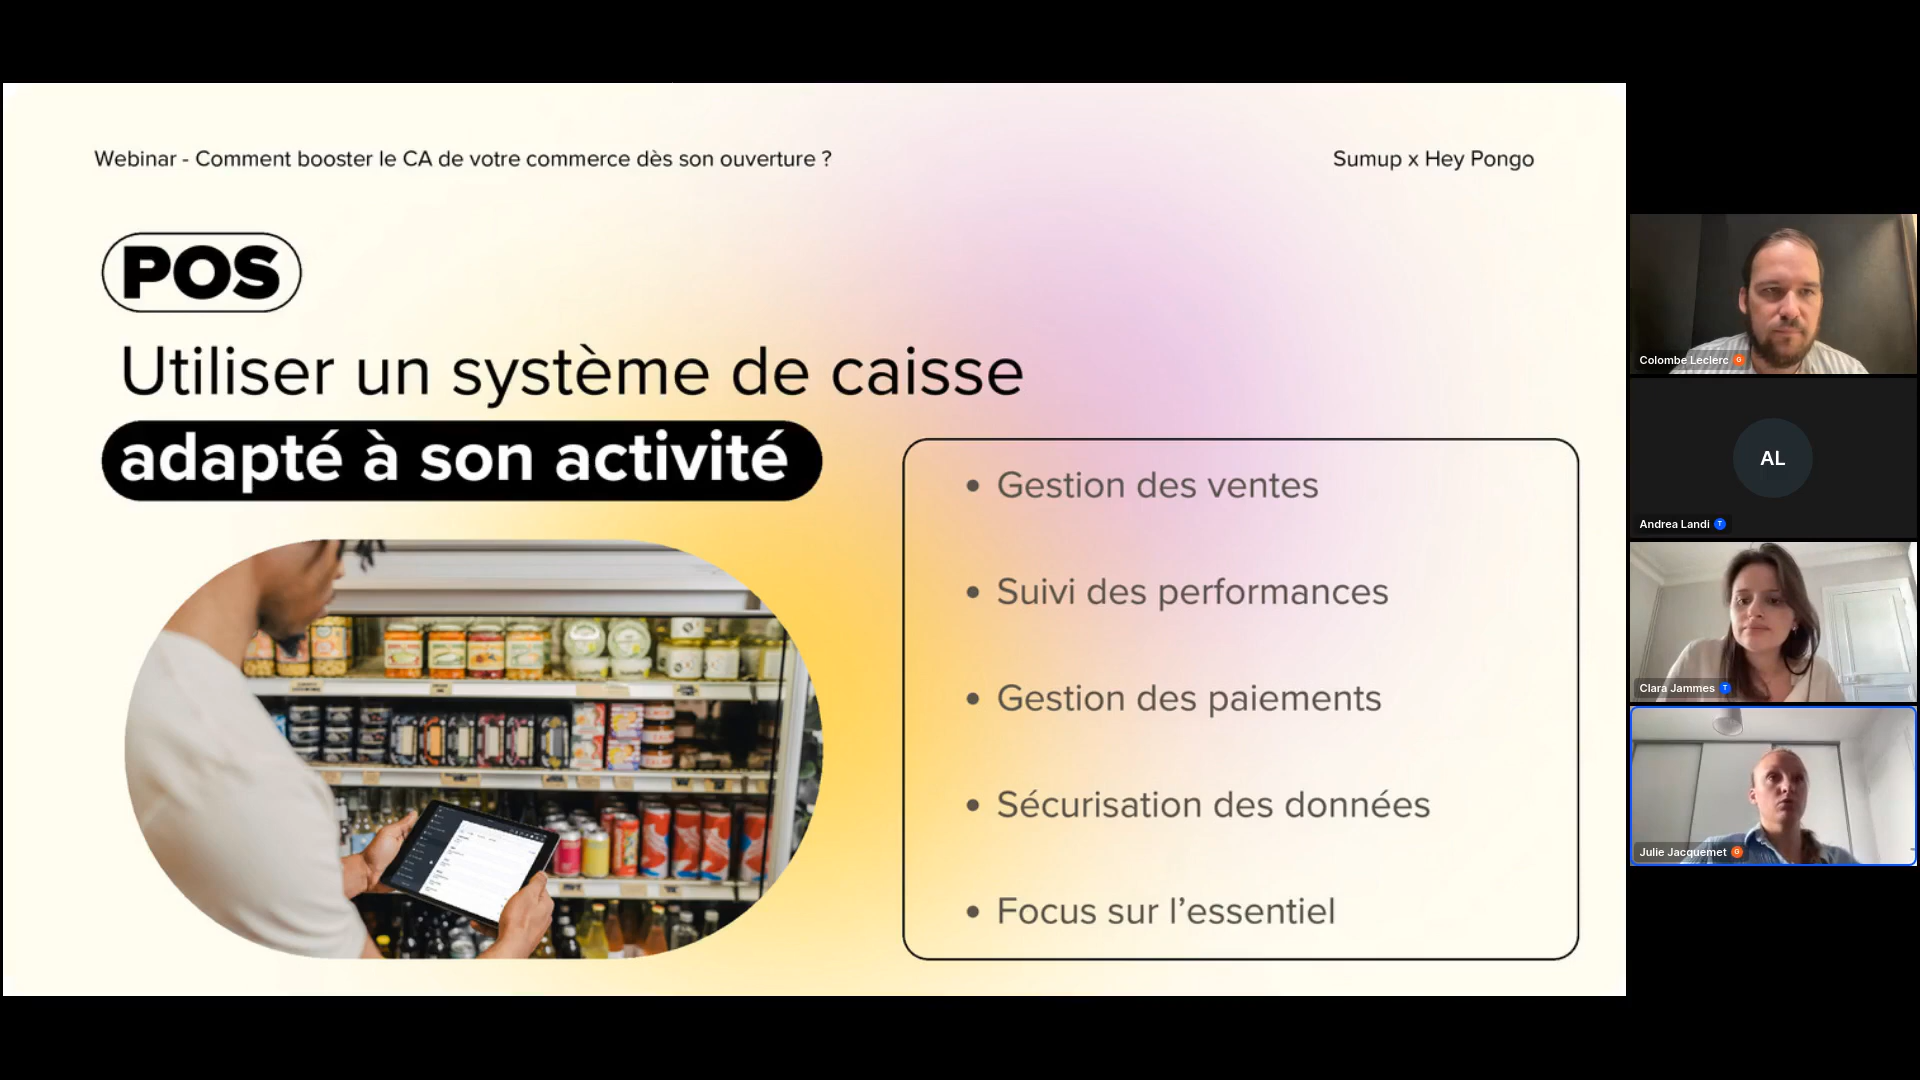 Webinar - Comment booster le CA de votre commerce dès son ouverture ?
Sumup x Hey Pongo
POS
Utiliser un système de caisse
adapté à son activité
• Gestion des ventes
• Suivi des performances
• Gestion des paiements
• Sécurisation des données
• Focus sur l’essentiel
Colombe Leclerc G
AL
Andrea Landi T
Clara Jammes T
Julie Jacquemet G